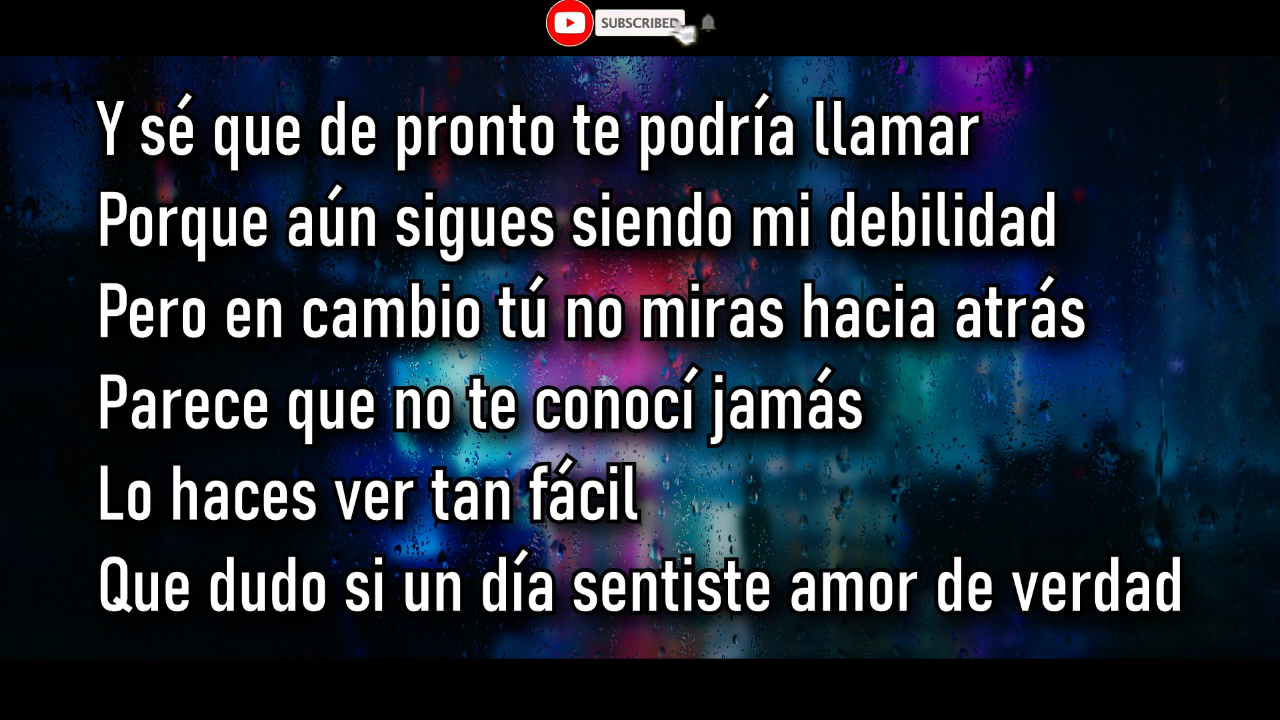 SUBSCRIBED
Y sé que de pronto te podría llamar
Porque aún sigues siendo mi debilidad
Pero en cambio tú no miras hacia atrás
Parece que no te conocí jamás
Lo haces ver tan fácil
Que dudo si un día sentiste amor de verdad